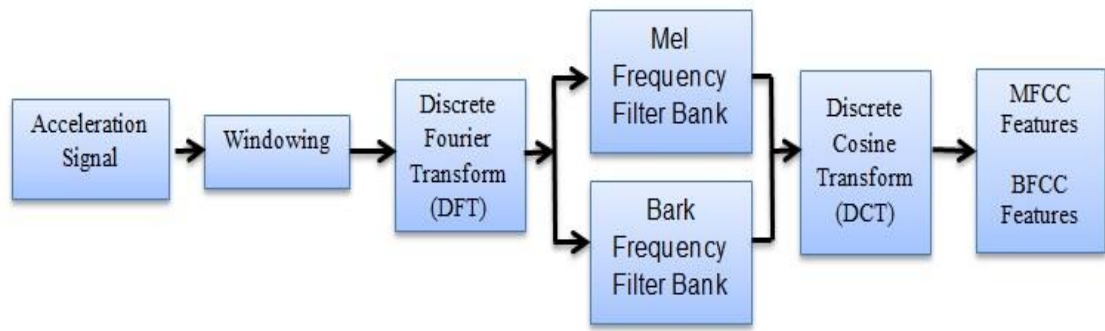 Acceleration
Signal
Windowing
Discrete
Fourier
Transform
(DFT)
Mel
Frequency
Filter Bank
Bark
Frequency
Filter Bank
Discrete
Cosine
Transform
(DCT)
MFCC
Features
BFCC
Features